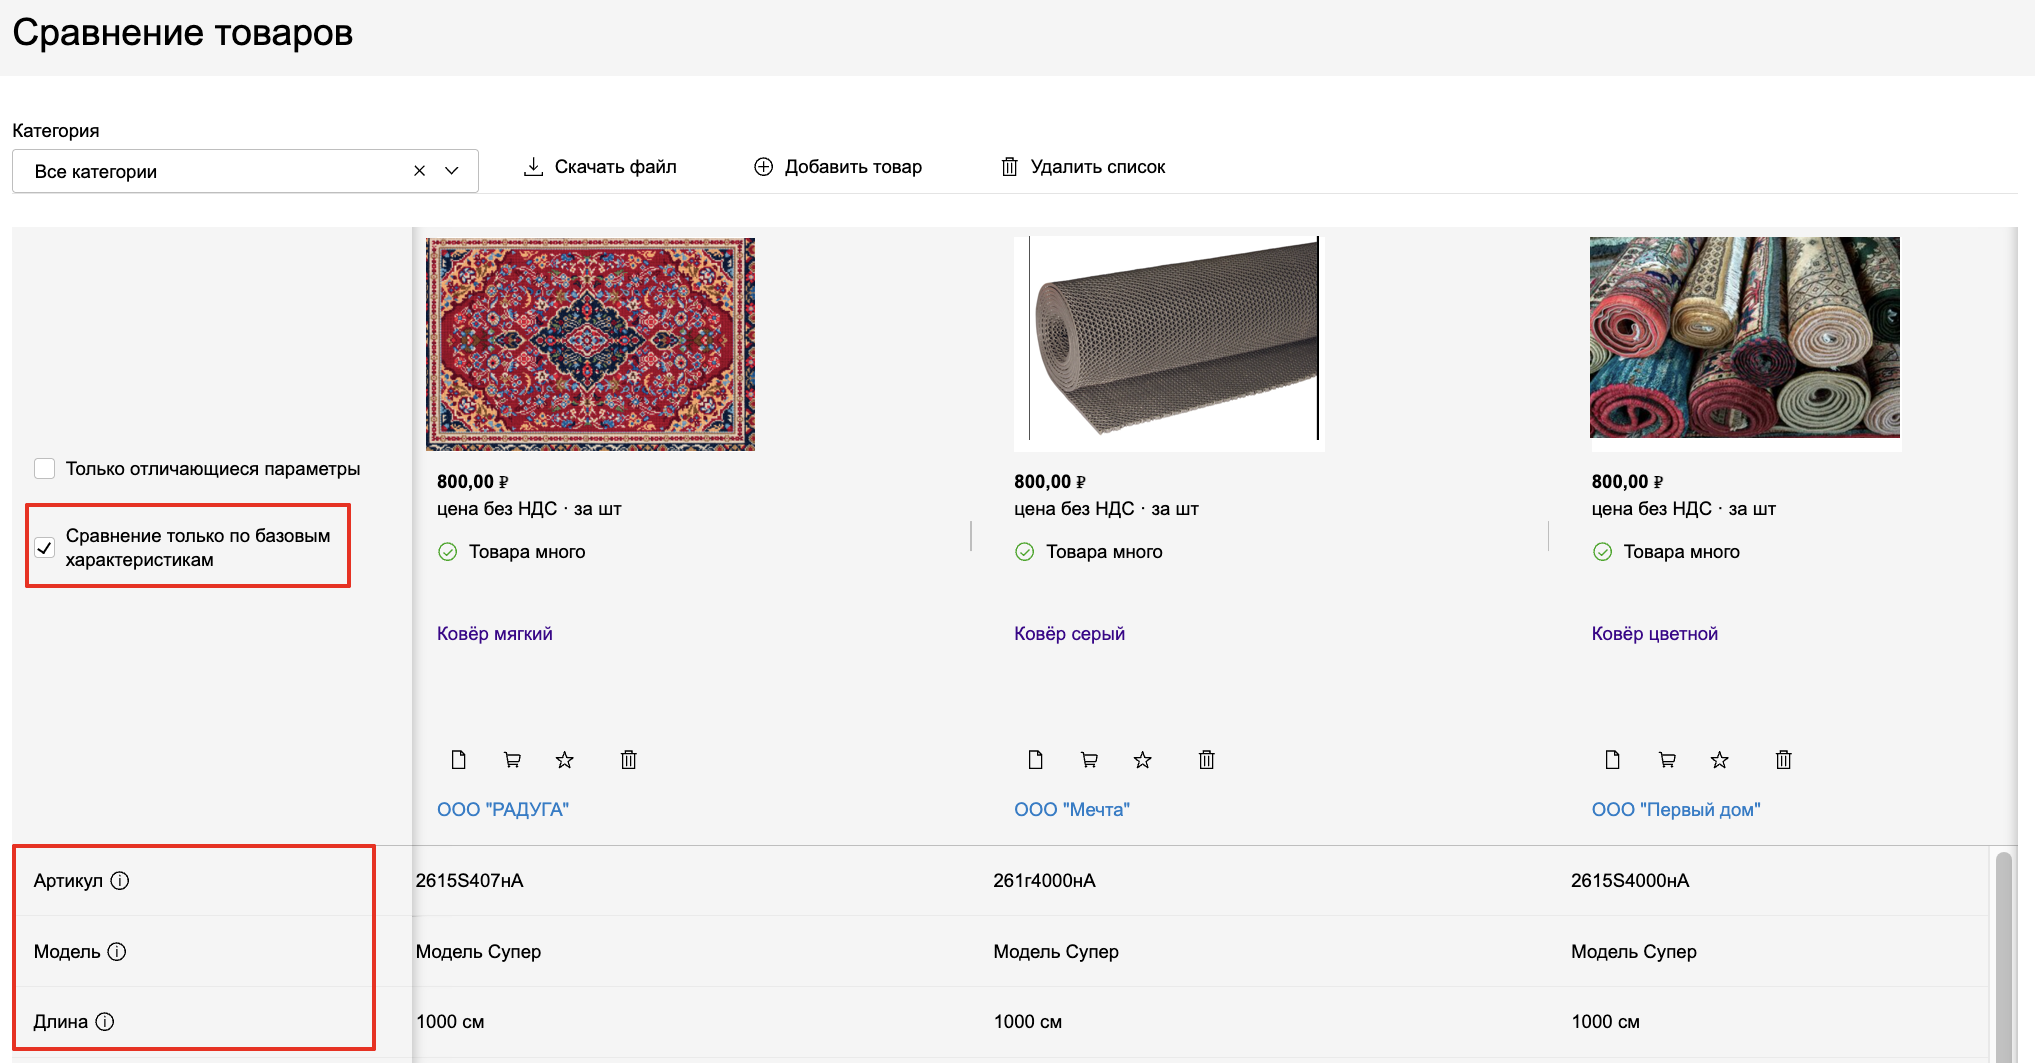 Сравнение товаров
Категория
Все категории
Скачать файл
Добавить товар
Удалить список
Только отличающиеся параметры
Сравнение только по базовым
характеристикам
800,00 ₽
цена без НДС · за шт
Товара много
Ковёр мягкий
ООО "РАДУГА"
800,00 ₽
цена без НДС · за шт
Товара много
Ковёр серый
ООО "Мечта"
800,00 ₽
цена без НДС · за шт
Товара много
Ковёр цветной
ООО "Первый дом"
Артикул 2615S407нА 261г4000нА 2615S4000нА
Модель Модель Супер Модель Супер Модель Супер
Длина 1000 см 1000 см 1000 см